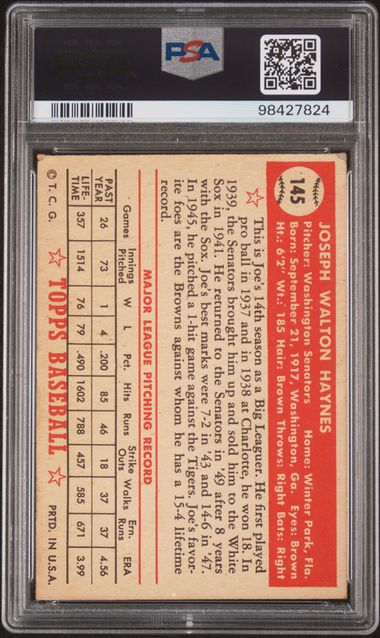 PSA
98427824
145
JOSEPH WALTON HAYNES
Pitcher: Washington Senators Home: Winter Park, Fla.
Born: September 21, 1917, Washington, Ga. Eyes: Brown
Ht.: 6'2" Wt.: 185 Hair: Brown Throws: Right Bats: Right
This is Joe's 14th season as a Big Leaguer. He first played
pro ball in 1937 and in 1938 at Charlotte, he won 18. In
1939, the Senators brought him up and sold him to the White
Sox in 1941. He returned to the Senators in '49 after 8 years
with the Sox. Joe's best marks were 7-2 in '43 and 14-6 in '47.
In 1945, he pitched a 1-hit game against the Tigers. Joe's favor-
ite foes are the Browns against whom he has a 15-4 lifetime
record.
MAJOR LEAGUE PITCHING RECORD
Games Innings Pitched W L Pct. Hits Runs Strike Outs Walks Ern. Runs ERA
PAST YEAR 26 73 1 4 .200 85 46 18 37 37 4.56
LIFE-TIME 357 1514 76 79 .490 1602 788 457 585 671 3.99
© T. C. G. TOPPS BASEBALL PRTD. IN U.S.A.